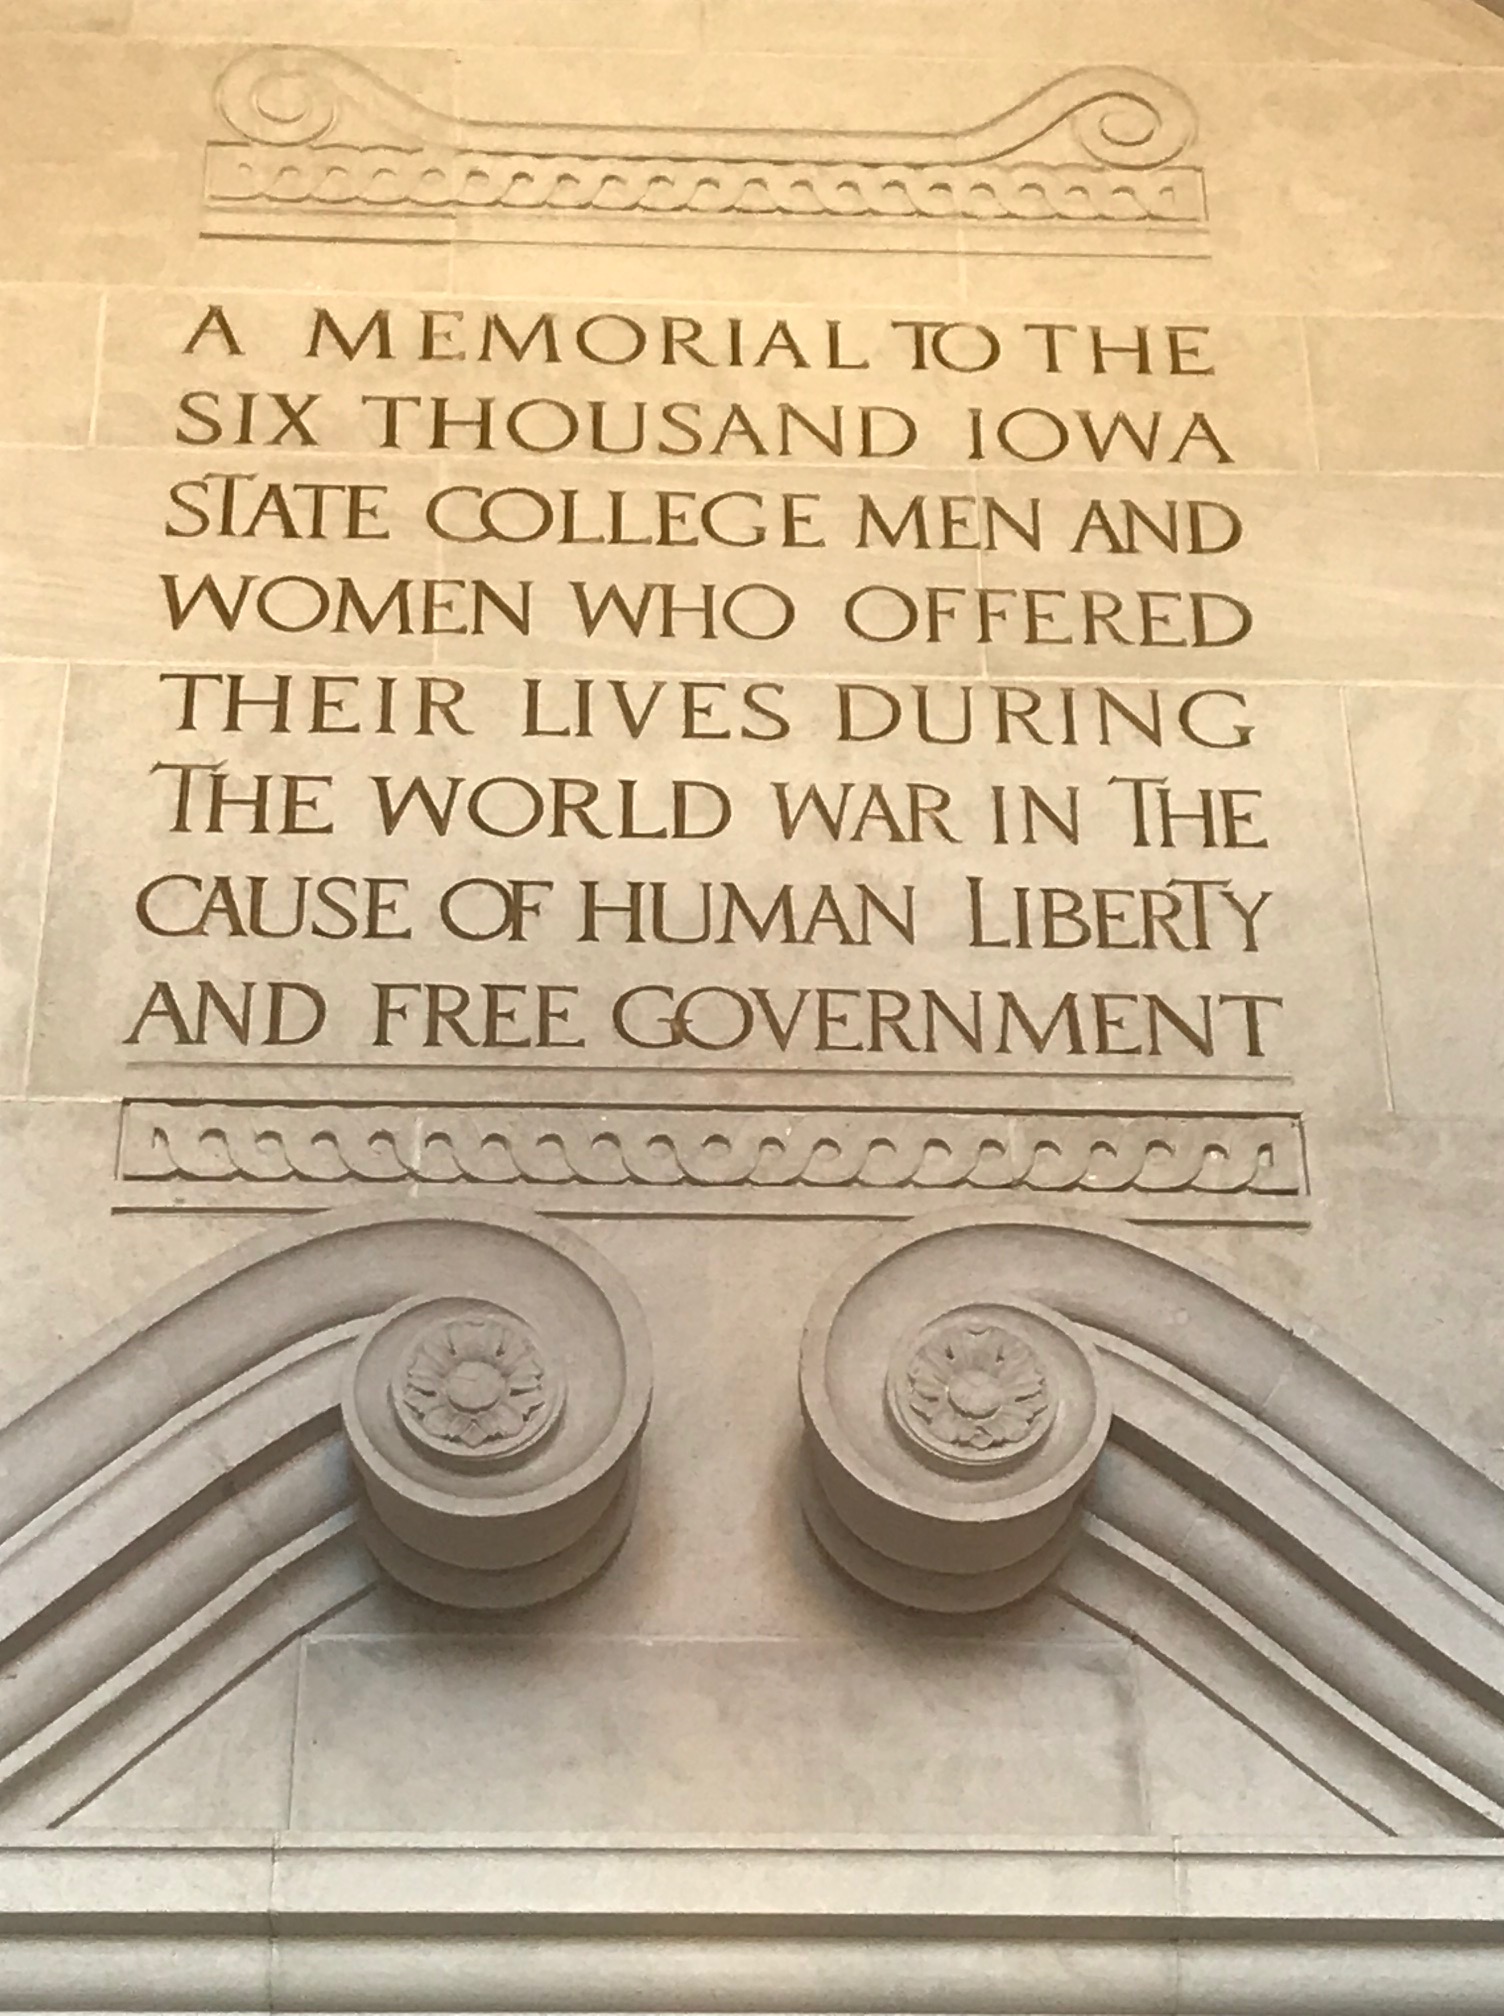 A MEMORIAL TO THE
SIX THOUSAND IOWA
STATE COLLEGE MEN AND
WOMEN WHO OFFERED
THEIR LIVES DURING
THE WORLD WAR IN THE
CAUSE OF HUMAN LIBERTY
AND FREE GOVERNMENT